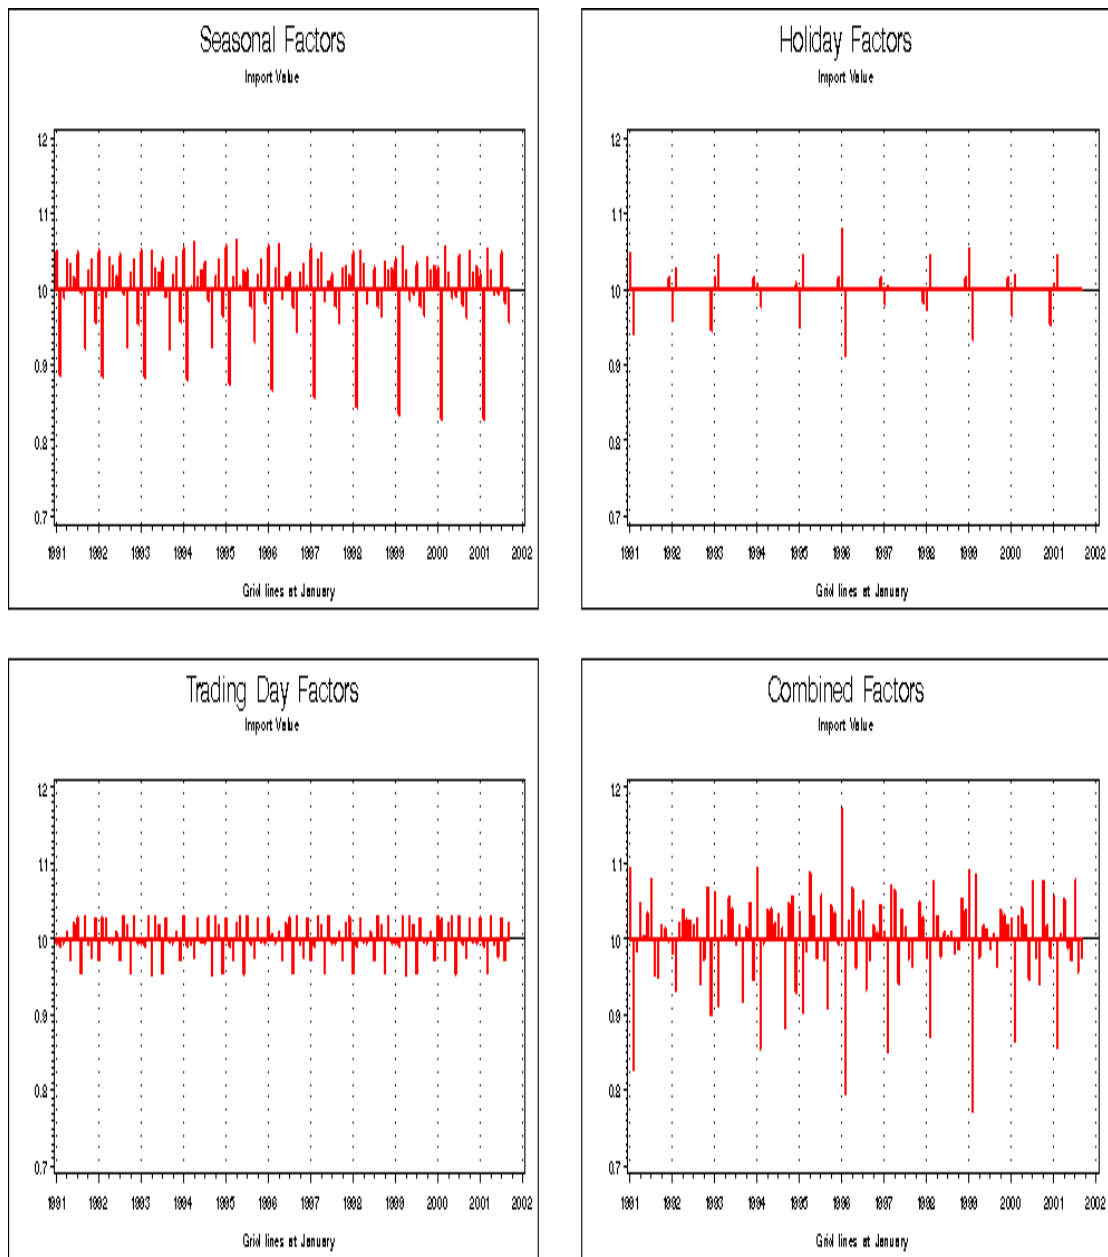 Seasonal Factors
Import Value
1.2
1.1
1.0
0.9
0.8
0.7
1991 1992 1993 1994 1995 1996 1997 1998 1999 2000 2001 2002
Grid lines at January
Holiday Factors
Import Value
1.2
1.1
1.0
0.9
0.8
0.7
1991 1992 1993 1994 1995 1996 1997 1998 1999 2000 2001 2002
Grid lines at January
Trading Day Factors
Import Value
1.2
1.1
1.0
0.9
0.8
0.7
1991 1992 1993 1994 1995 1996 1997 1998 1999 2000 2001 2002
Grid lines at January
Combined Factors
Import Value
1.2
1.1
1.0
0.9
0.8
0.7
1991 1992 1993 1994 1995 1996 1997 1998 1999 2000 2001 2002
Grid lines at January